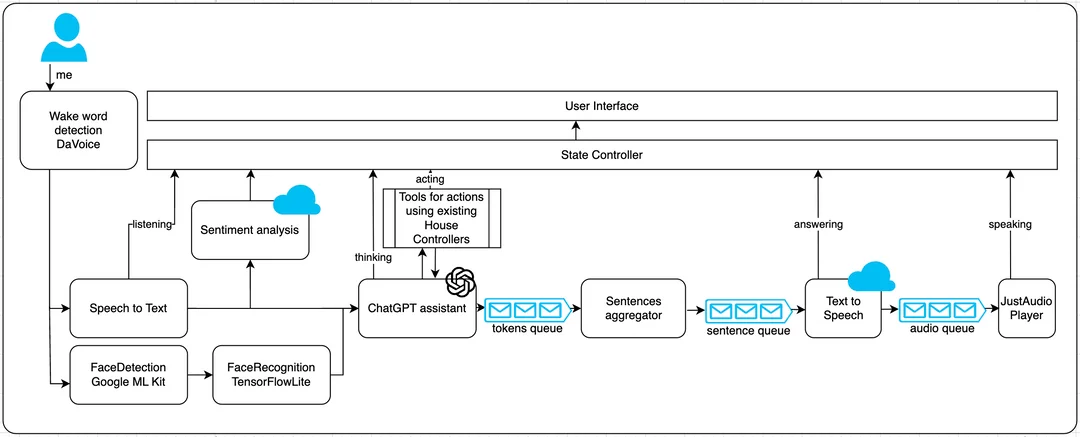 me
Wake word
detection
DaVoice
User Interface
State Controller
listening
Sentiment analysis
acting
Tools for actions
using existing
House
Controllers
thinking
answering
speaking
Speech to Text
ChatGPT assistant
tokens queue
Sentences
aggregator
sentence queue
Text to
Speech
audio queue
JustAudio
Player
FaceDetection
Google ML Kit
FaceRecognition
TensorFlowLite